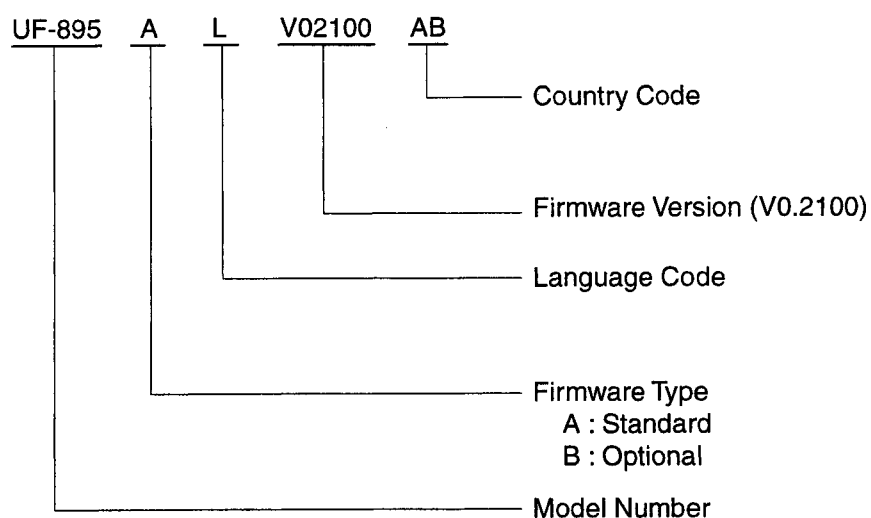 UF-895 A L V02100 AB
Country Code
Firmware Version (V0.2100)
Language Code
Firmware Type
A : Standard
B : Optional
Model Number